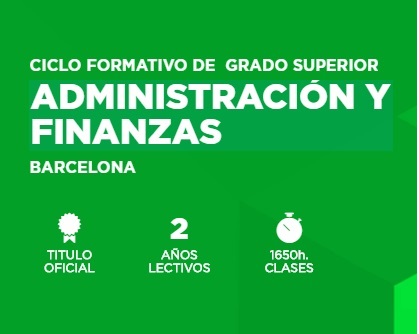 CICLO FORMATIVO DE GRADO SUPERIOR
ADMINISTRACIÓN Y
FINANZAS
BARCELONA
TITULO
OFICIAL
2
AÑOS
LECTIVOS
1650h.
CLASES